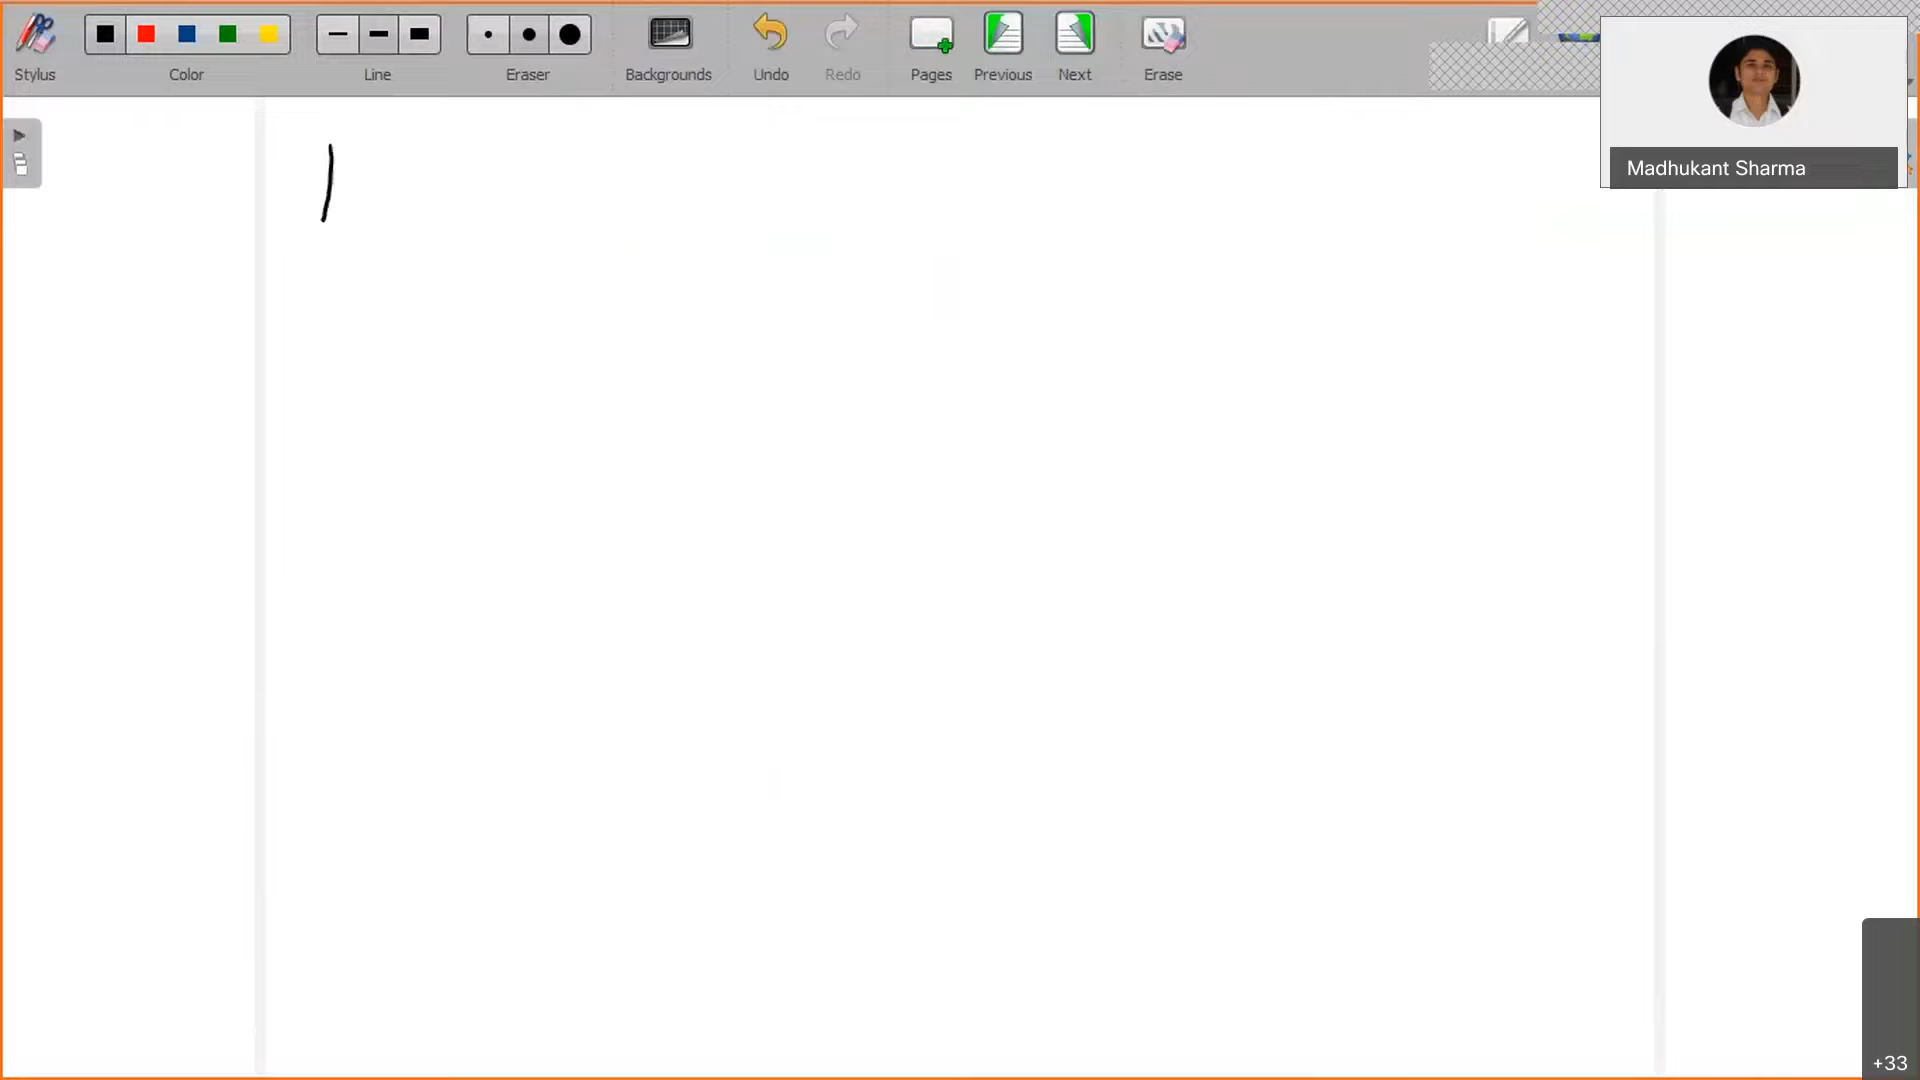 Stylus Color Line Eraser Backgrounds Undo Redo Pages Previous Next Erase
Madhukant Sharma
+33